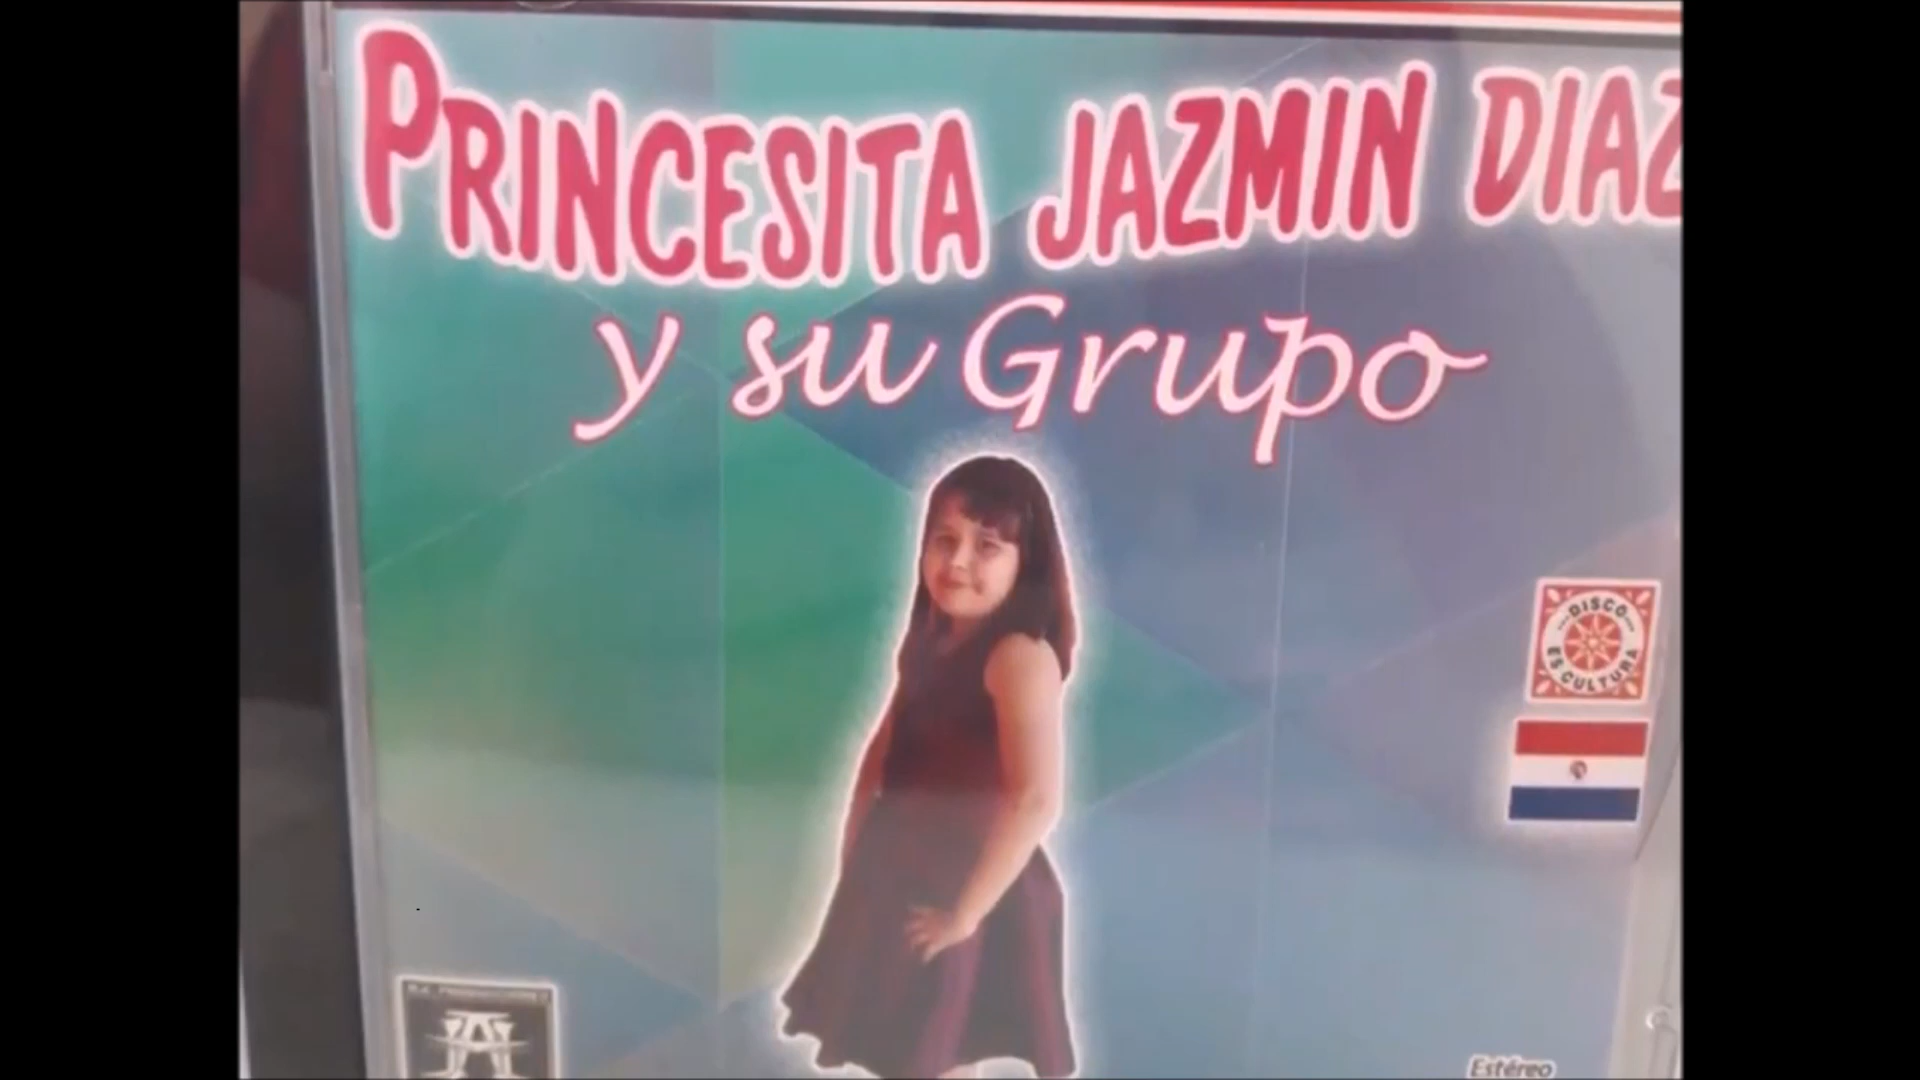 PRINCESITA JAZMIN DIAZ
y su Grupo
DISCO
ES CULTURA
Estéreo